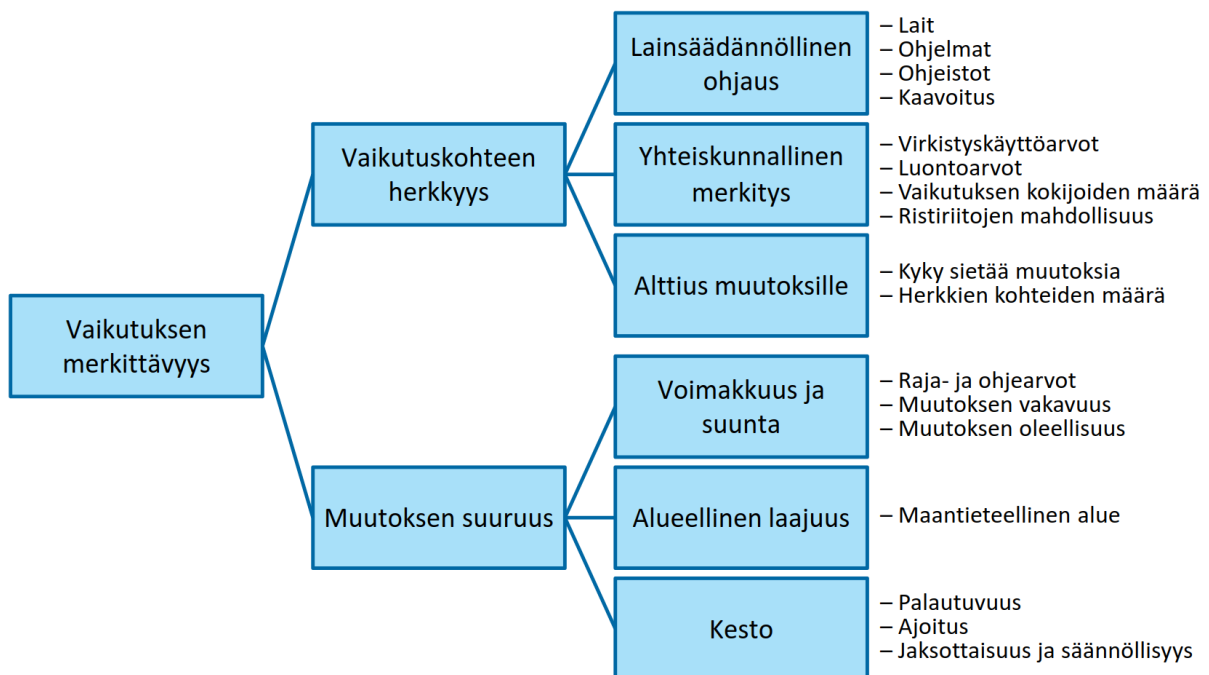 Vaikutuksen
merkittävyys
Vaikutuskohteen
herkkyys
Lainsäädännöllinen
ohjaus
– Lait
– Ohjelmat
– Ohjeistot
– Kaavoitus
Yhteiskunnallinen
merkitys
– Virkistyskäyttöarvot
– Luontoarvot
– Vaikutuksen kokijoiden määrä
– Ristiriitojen mahdollisuus
Alttius muutoksille
– Kyky sietää muutoksia
– Herkkien kohteiden määrä
Muutoksen suuruus
Voimakkuus ja
suunta
– Raja- ja ohjearvot
– Muutoksen vakavuus
– Muutoksen oleellisuus
Alueellinen laajuus
– Maantieteellinen alue
Kesto
– Palautuvuus
– Ajoitus
– Jaksottaisuus ja säännöllisyys